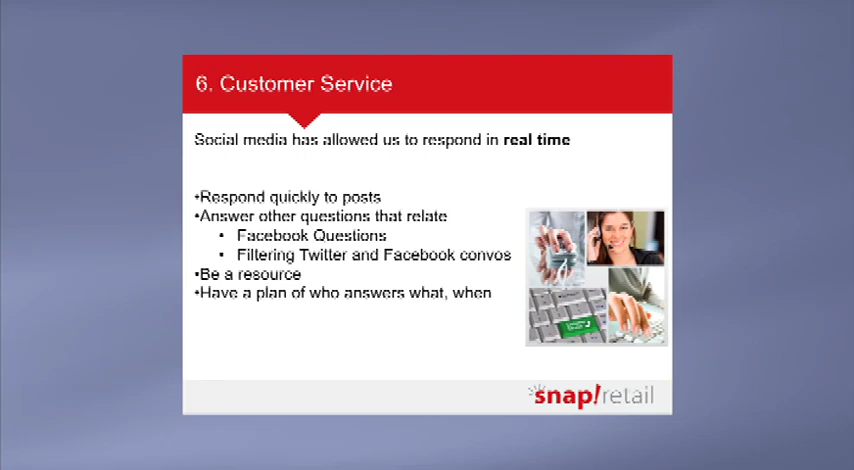 6. Customer Service
Social media has allowed us to respond in real time
•Respond quickly to posts
•Answer other questions that relate
• Facebook Questions
• Filtering Twitter and Facebook convos
•Be a resource
•Have a plan of who answers what, when
snap!retail